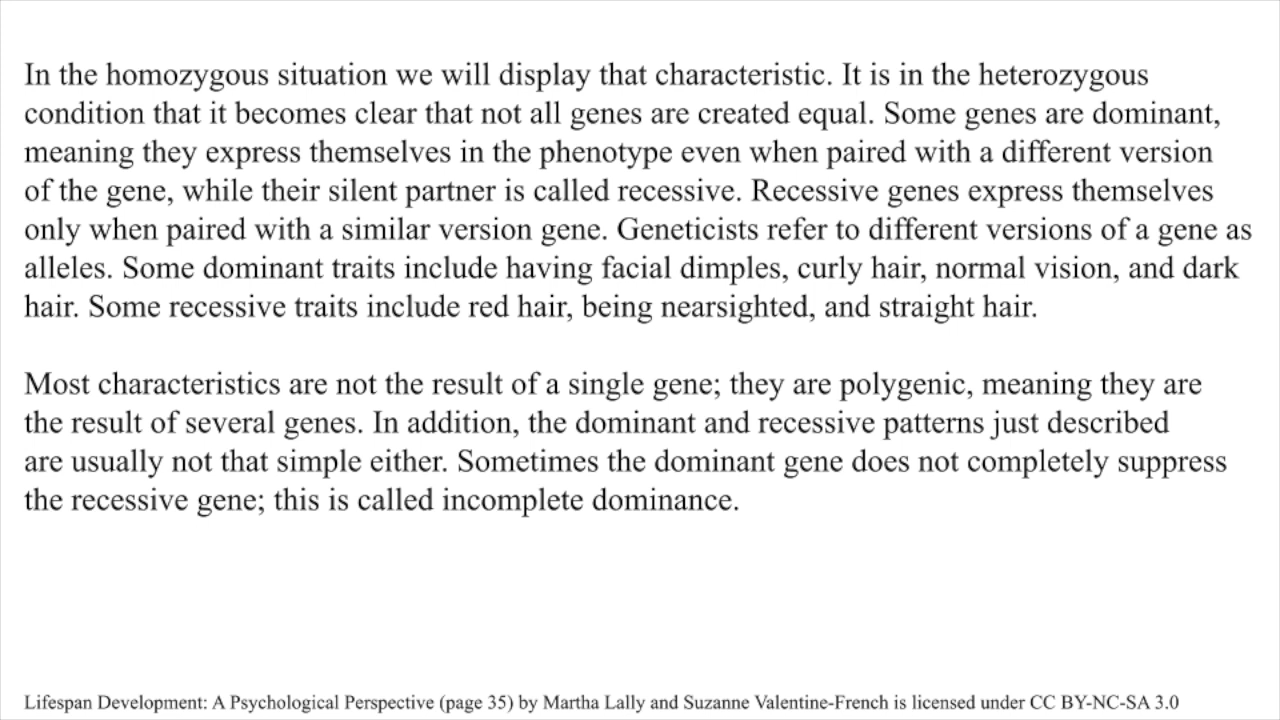 In the homozygous situation we will display that characteristic. It is in the heterozygous
condition that it becomes clear that not all genes are created equal. Some genes are dominant,
meaning they express themselves in the phenotype even when paired with a different version
of the gene, while their silent partner is called recessive. Recessive genes express themselves
only when paired with a similar version gene. Geneticists refer to different versions of a gene as
alleles. Some dominant traits include having facial dimples, curly hair, normal vision, and dark
hair. Some recessive traits include red hair, being nearsighted, and straight hair.
Most characteristics are not the result of a single gene; they are polygenic, meaning they are
the result of several genes. In addition, the dominant and recessive patterns just described
are usually not that simple either. Sometimes the dominant gene does not completely suppress
the recessive gene; this is called incomplete dominance.
Lifespan Development: A Psychological Perspective (page 35) by Martha Lally and Suzanne Valentine-French is licensed under CC BY-NC-SA 3.0